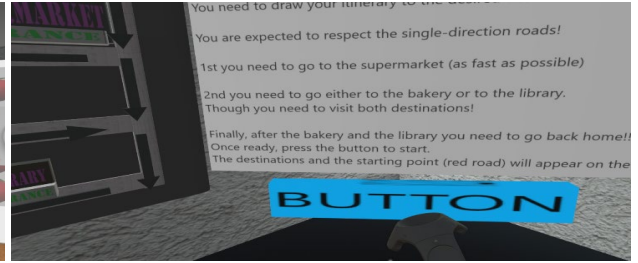 MARKET
RANCE
You need to draw your itinerary to the
You are expected to respect the single-direction roads!
1st you need to go to the supermarket (as fast as possible)
2nd you need to go either to the bakery or to the library.
Though you need to visit both destinations!
Finally, after the bakery and the library you need to go back home!!
Once ready, press the button to start.
The destinations and the starting point (red road) will appear on the
RARY
RANCE
BUTTON